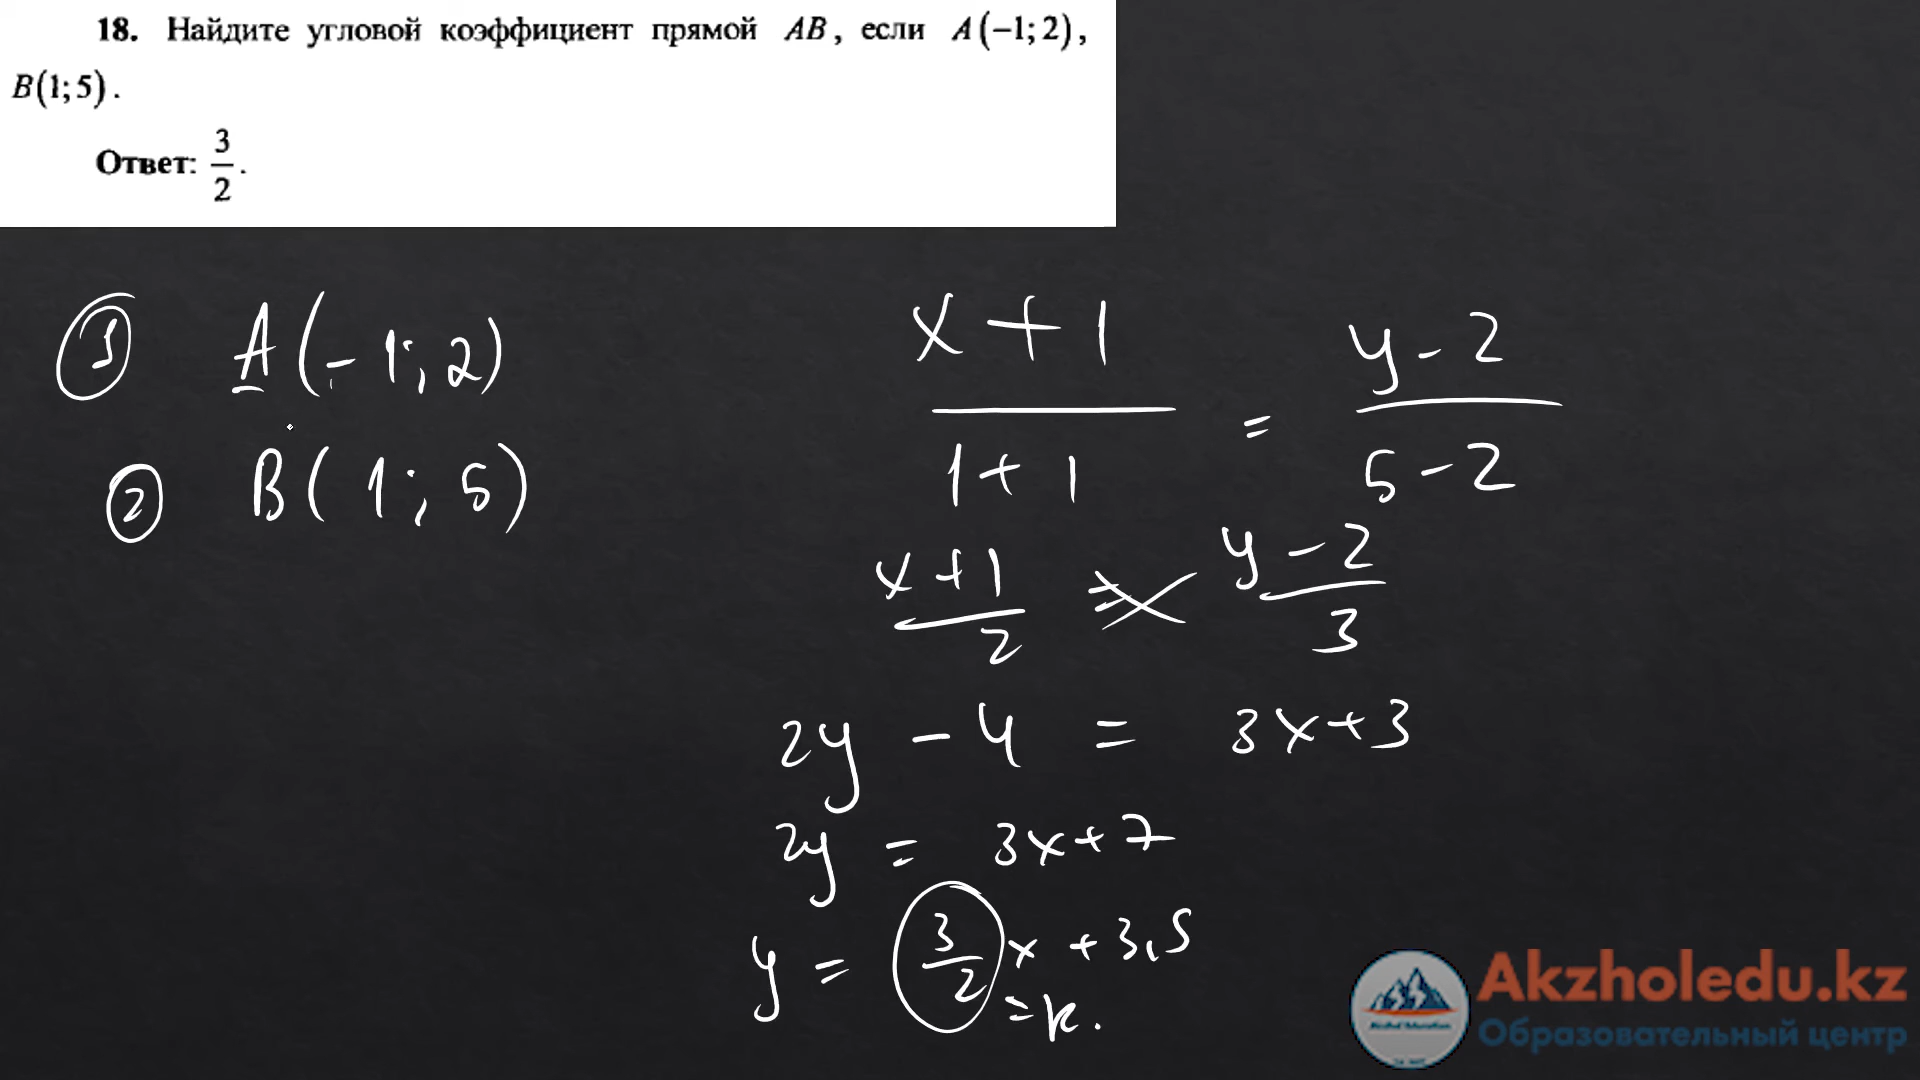 18. Найдите угловой коэффициент прямой AB, если A(−1;2),
B(1;5).
Ответ: 3/2.
1 A(-1; 2)
2 B(1; 5)
x+1/1+1 = y-2/5-2
x+1/2 = y-2/3
2y - 4 = 3x+3
2y = 3x+7
y = 3/2 x + 3,5
= k.
Akzholedu.kz
Образовательный центр